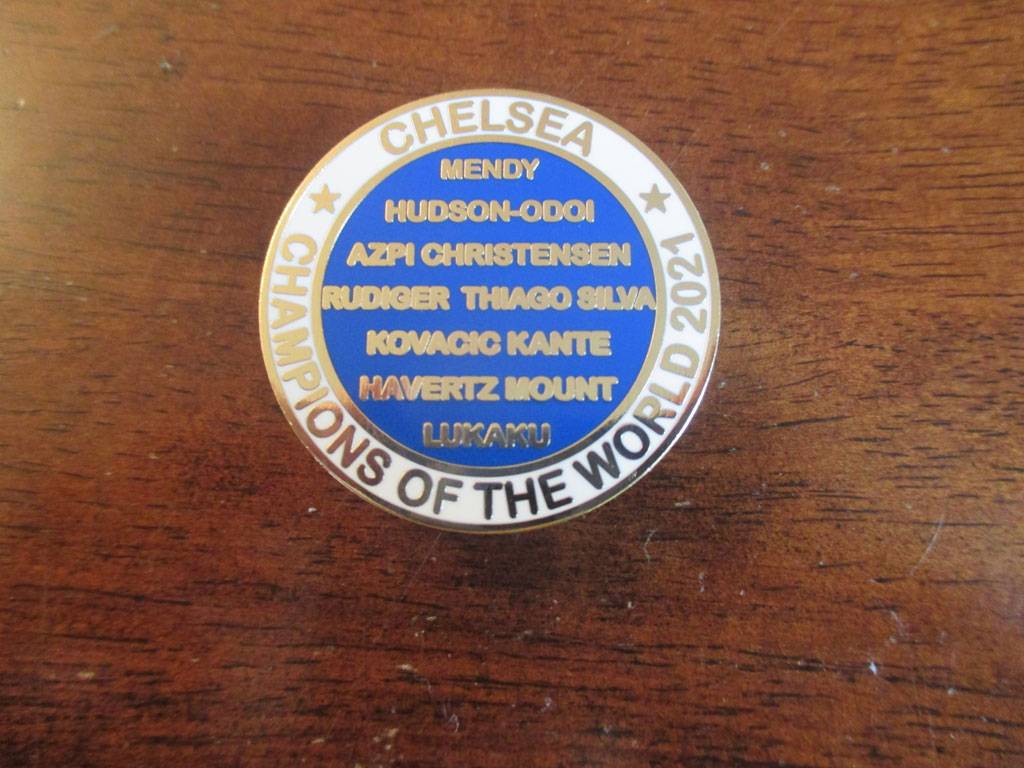 CHELSEA
MENDY
HUDSON-ODOI
AZPI CHRISTENSEN
RUDIGER THIAGO SILVA
KOVACIC KANTE
HAVERTZ MOUNT
LUKAKU
CHAMPIONS OF THE WORLD 2021